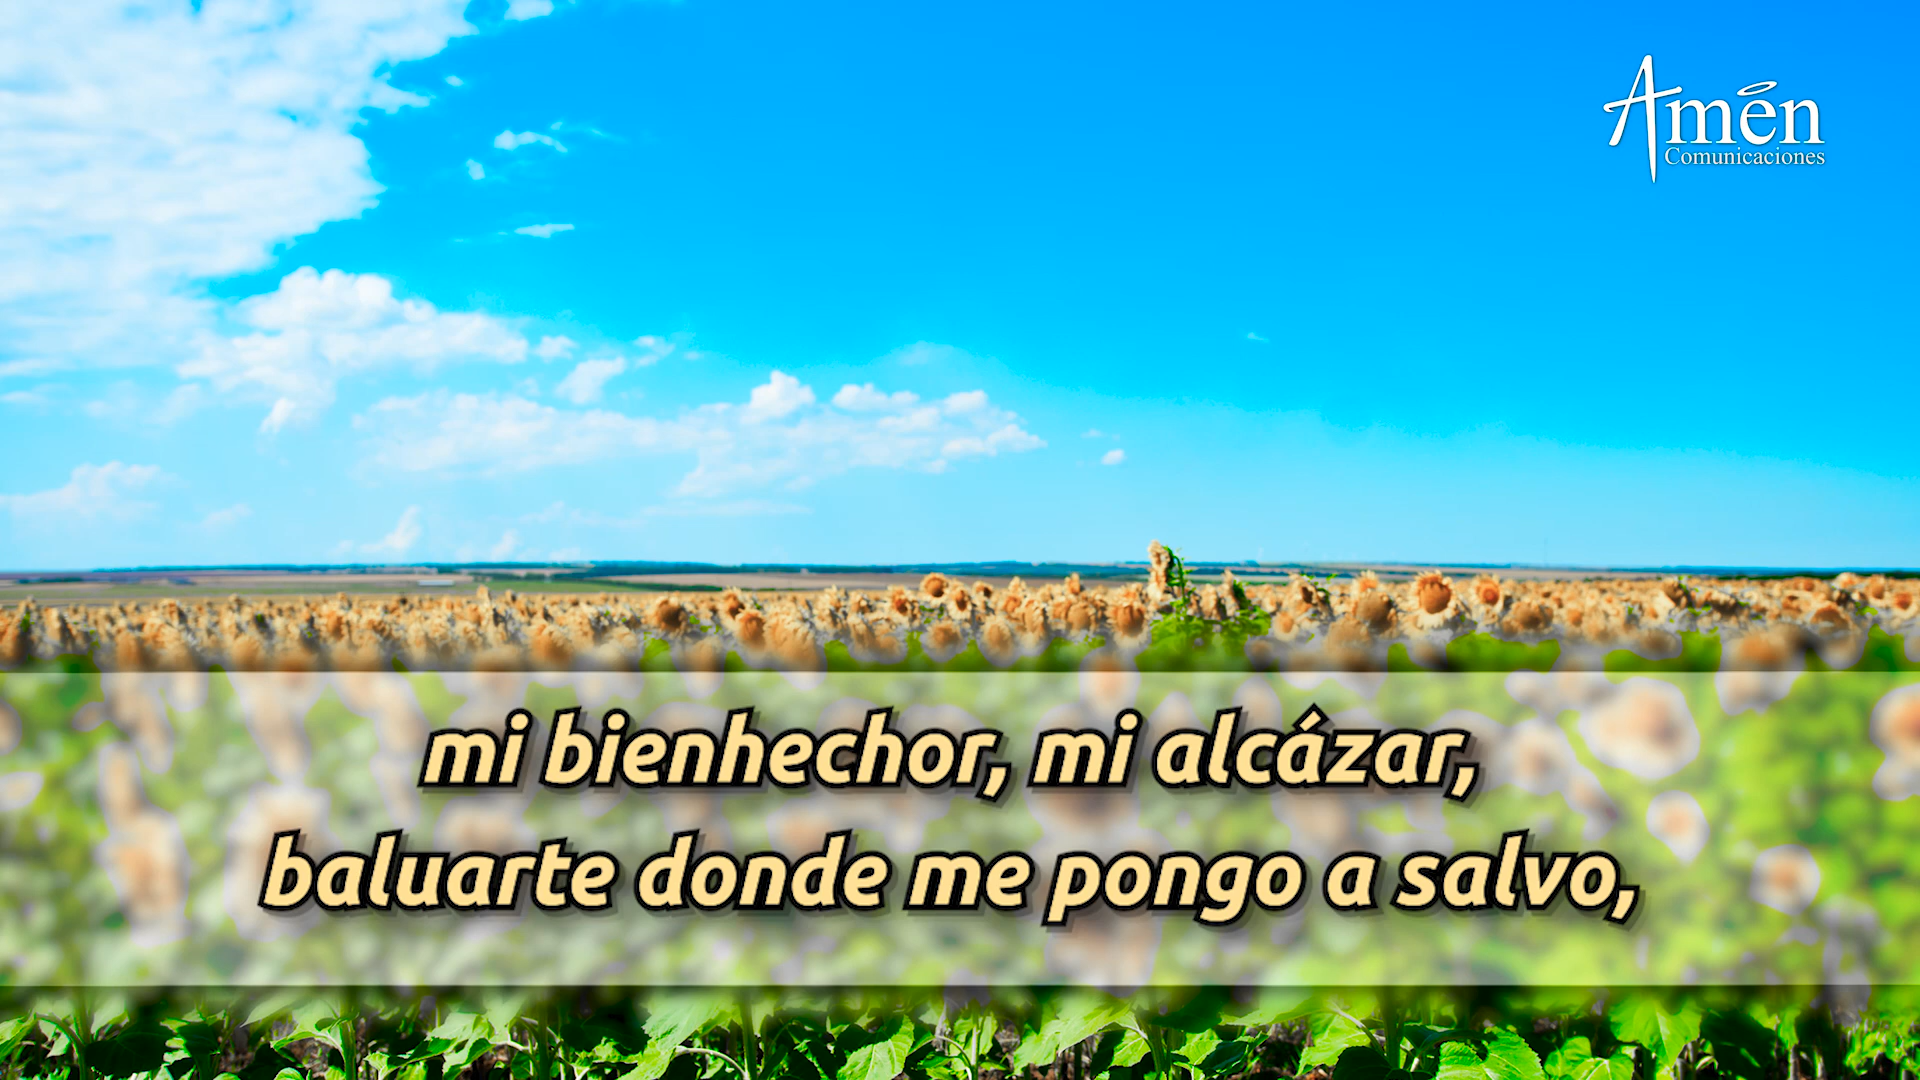 Amén
Comunicaciones
mi bienhechor, mi alcázar,
baluarte donde me pongo a salvo,